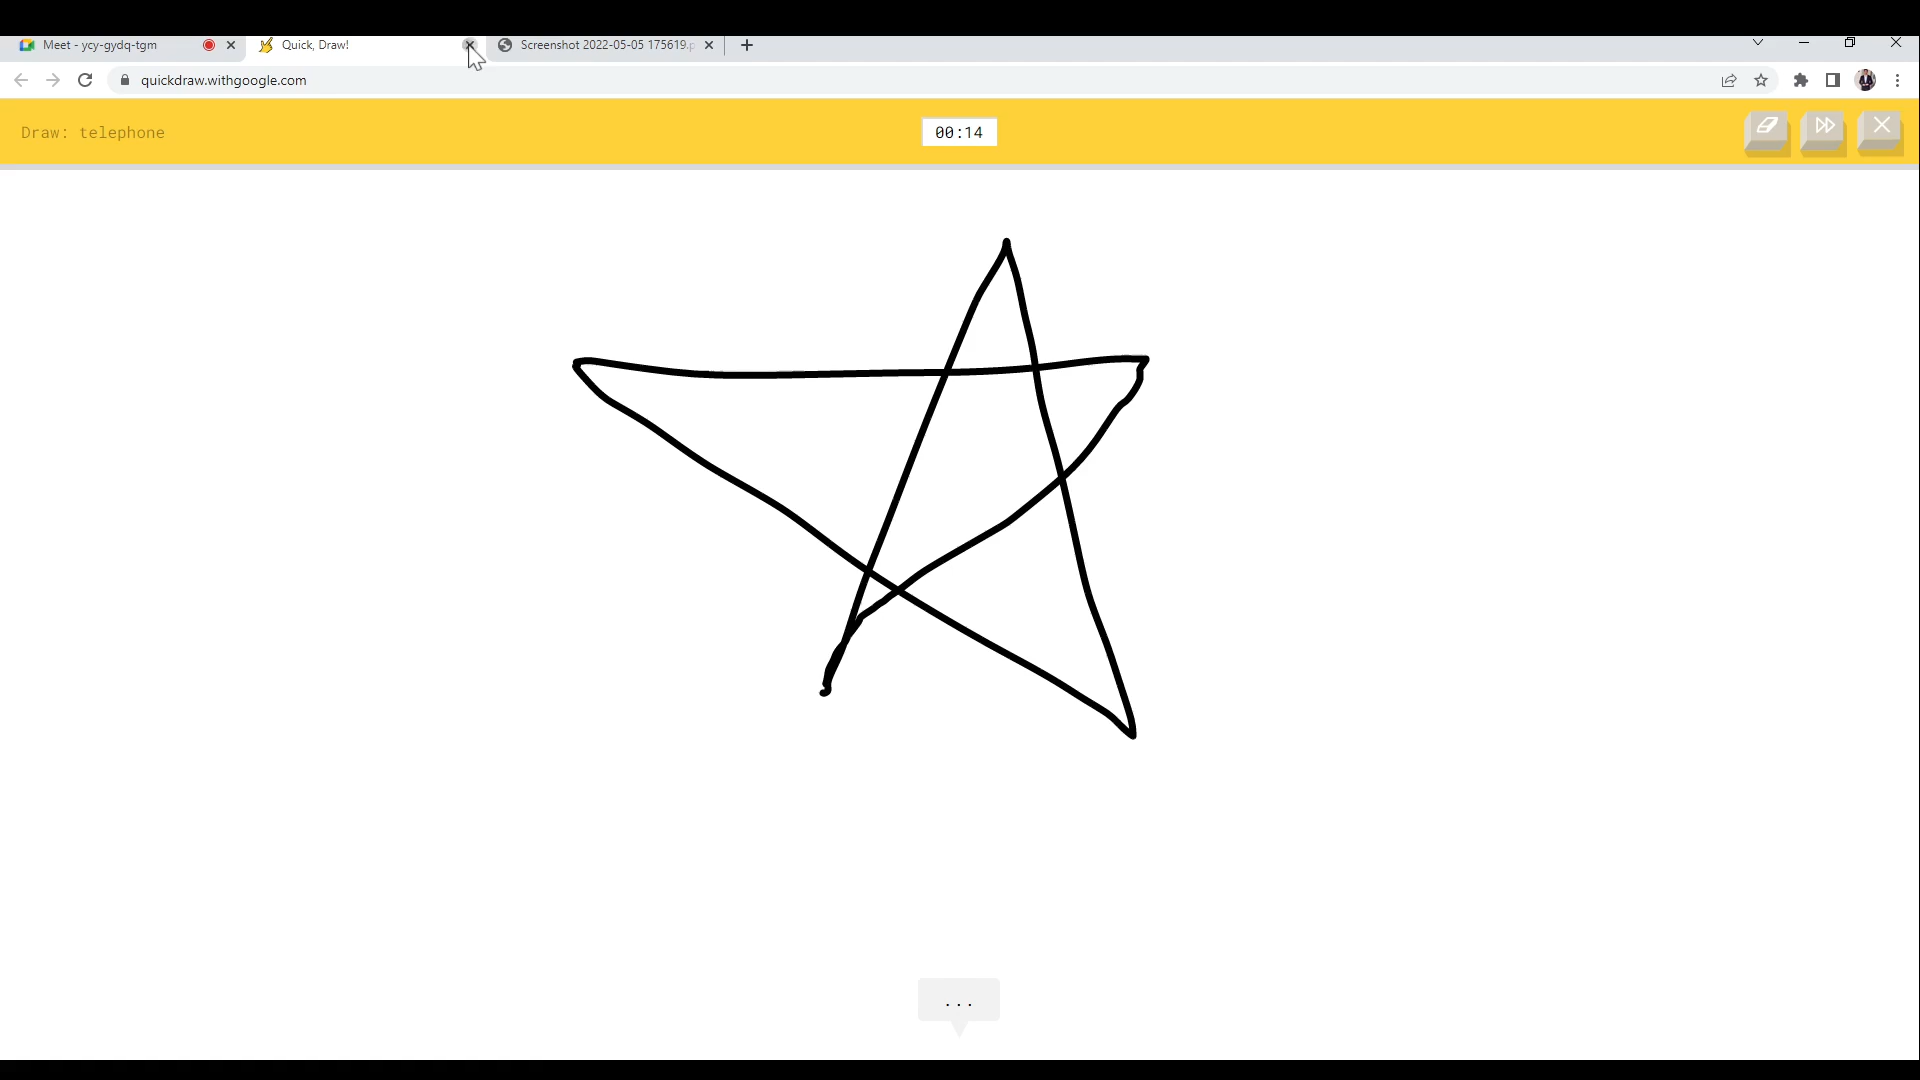 Meet - ycy-gydq-tgm
Quick, Draw!
Screenshot 2022-05-05 175619.p
quickdraw.withgoogle.com
Draw: telephone
00:14
...